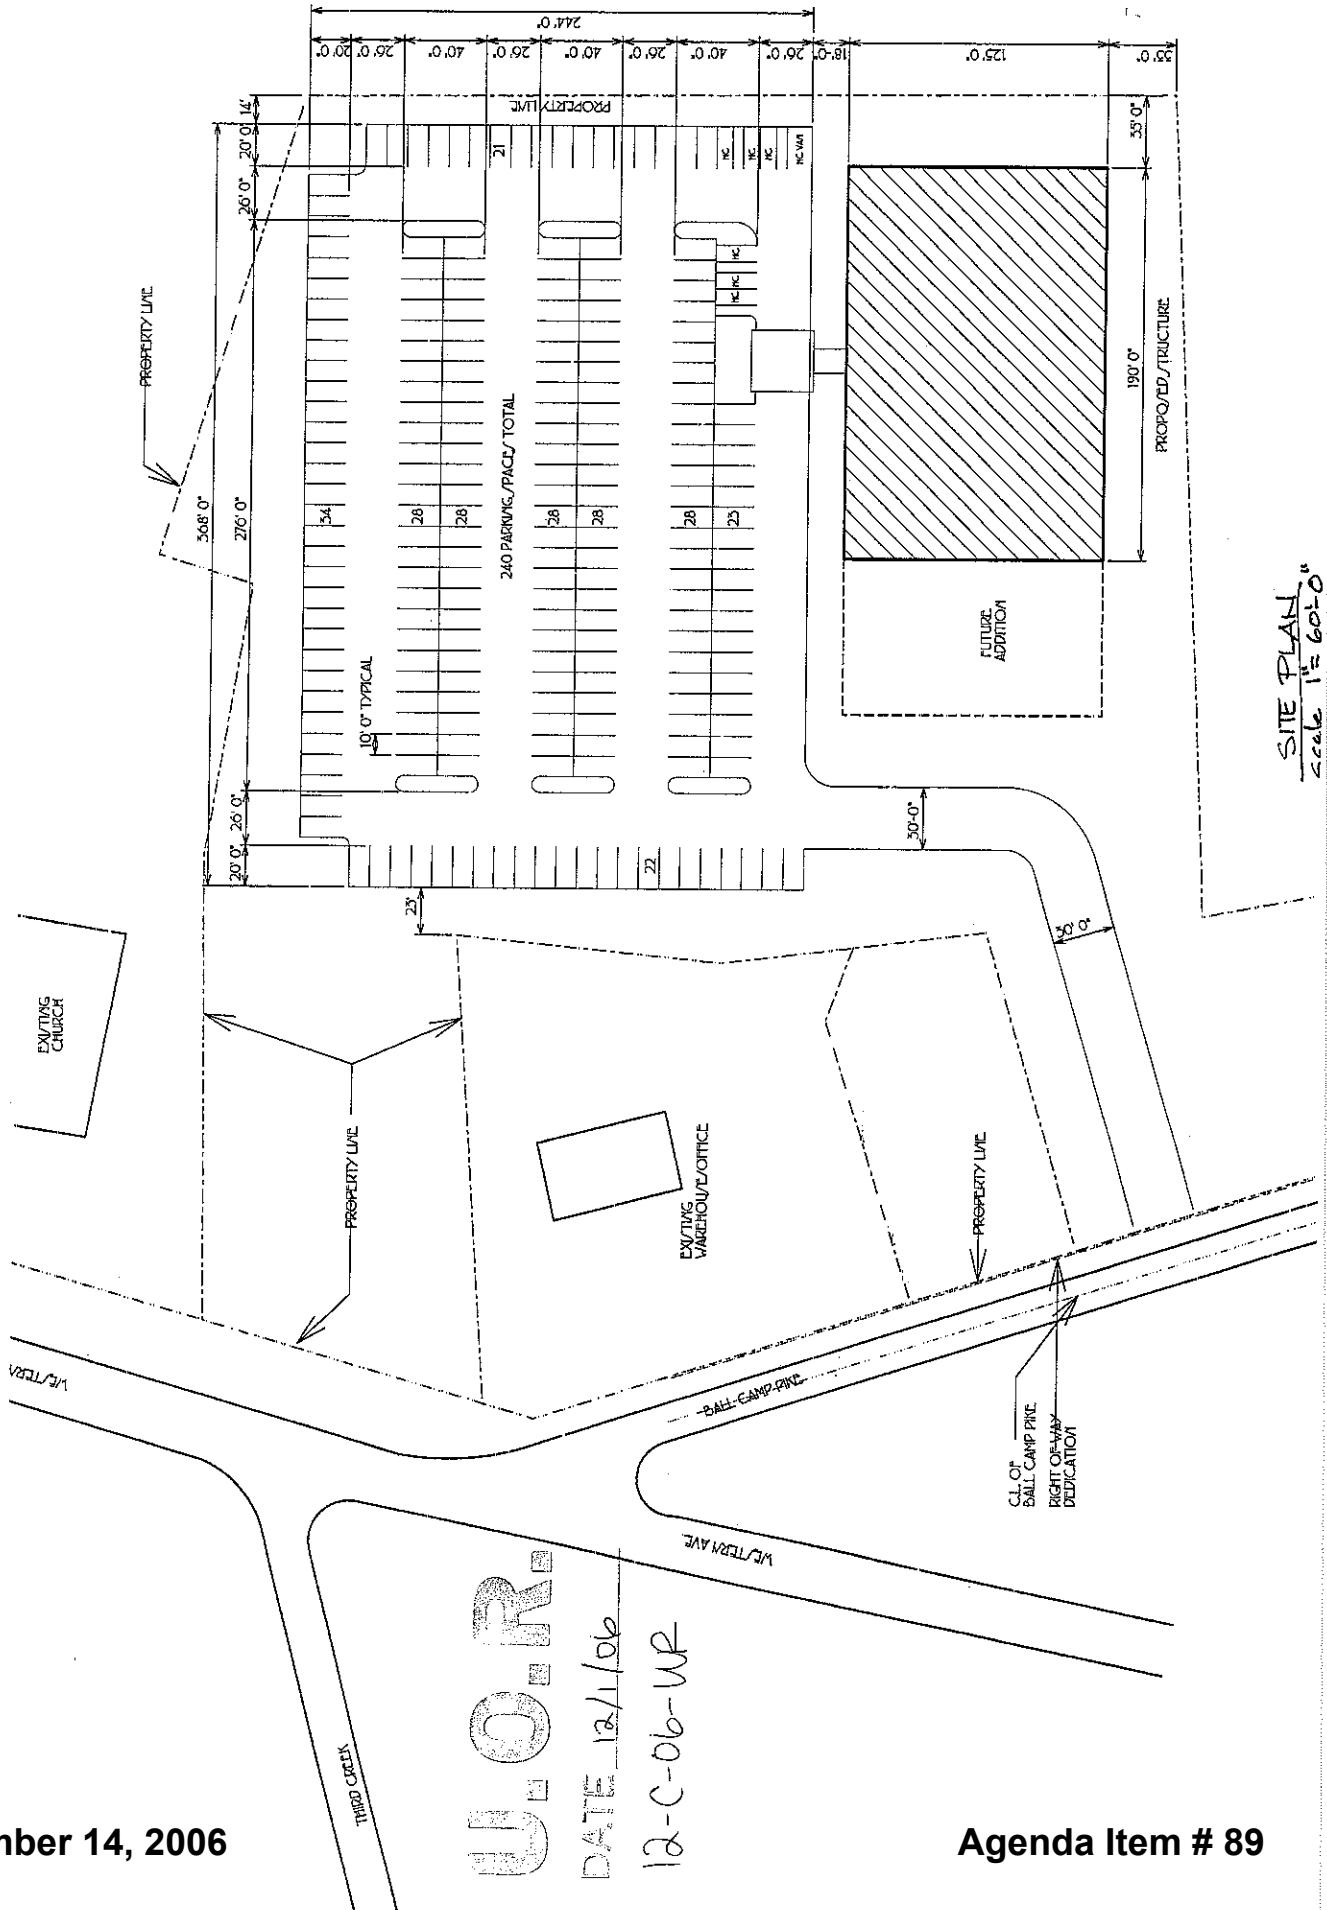 244' 0"
20' 0"
26' 0"
40' 0"
26' 0"
40' 0"
26' 0"
40' 0"
26' 0"
18'-0"
125' 0"
35' 0"
PROPERTY LINE
14'
20' 0"
26' 0"
21
HC
HC
HC
HC VAN
35' 0"
PROPERTY LINE
368' 0"
276' 0"
34
28
28
240 PARKING SPACES TOTAL
28
28
28
23
HC
HC
HC
190' 0"
PROPOSED STRUCTURE
FUTURE
ADDITION
10' 0" TYPICAL
26' 0"
20' 0"
22
23'
30'-0"
30' 0"
SITE PLAN
scale 1"= 60'-0"
EXISTING
CHURCH
PROPERTY LINE
EXISTING
WAREHOUSE/OFFICE
PROPERTY LINE
WESTERN
BALL CAMP PIKE
C.L. OF
BALL CAMP PIKE
RIGHT OF WAY
DEDICATION
WESTERN AVE
THIRD CREEK
U.O.R.
DATE 12/1/06
12-C-06-UR
mber 14, 2006
Agenda Item # 89